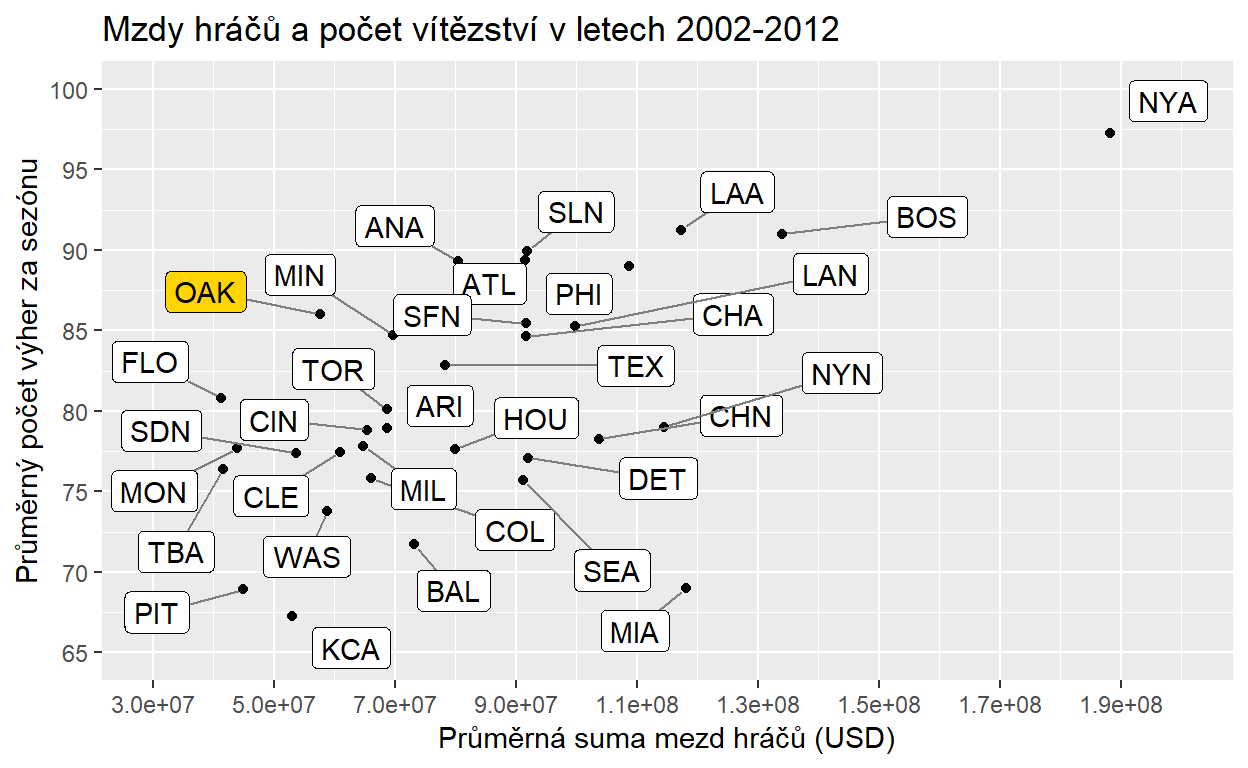 Mzdy hráčů a počet vítězství v letech 2002-2012
Průměrný počet výher za sezónu
100
95
90
85
80
75
70
65
NYA
LAA
SLN
BOS
ANA
LAN
MIN
ATL
OAK
PHI
SFN
CHA
FLO
TEX
TOR
NYN
ARI
CHN
HOU
CIN
SDN
DET
MIL
MON
CLE
COL
TBA
WAS
SEA
BAL
PIT
MIA
KCA
3.0e+07 5.0e+07 7.0e+07 9.0e+07 1.1e+08 1.3e+08 1.5e+08 1.7e+08 1.9e+08
Průměrná suma mezd hráčů (USD)